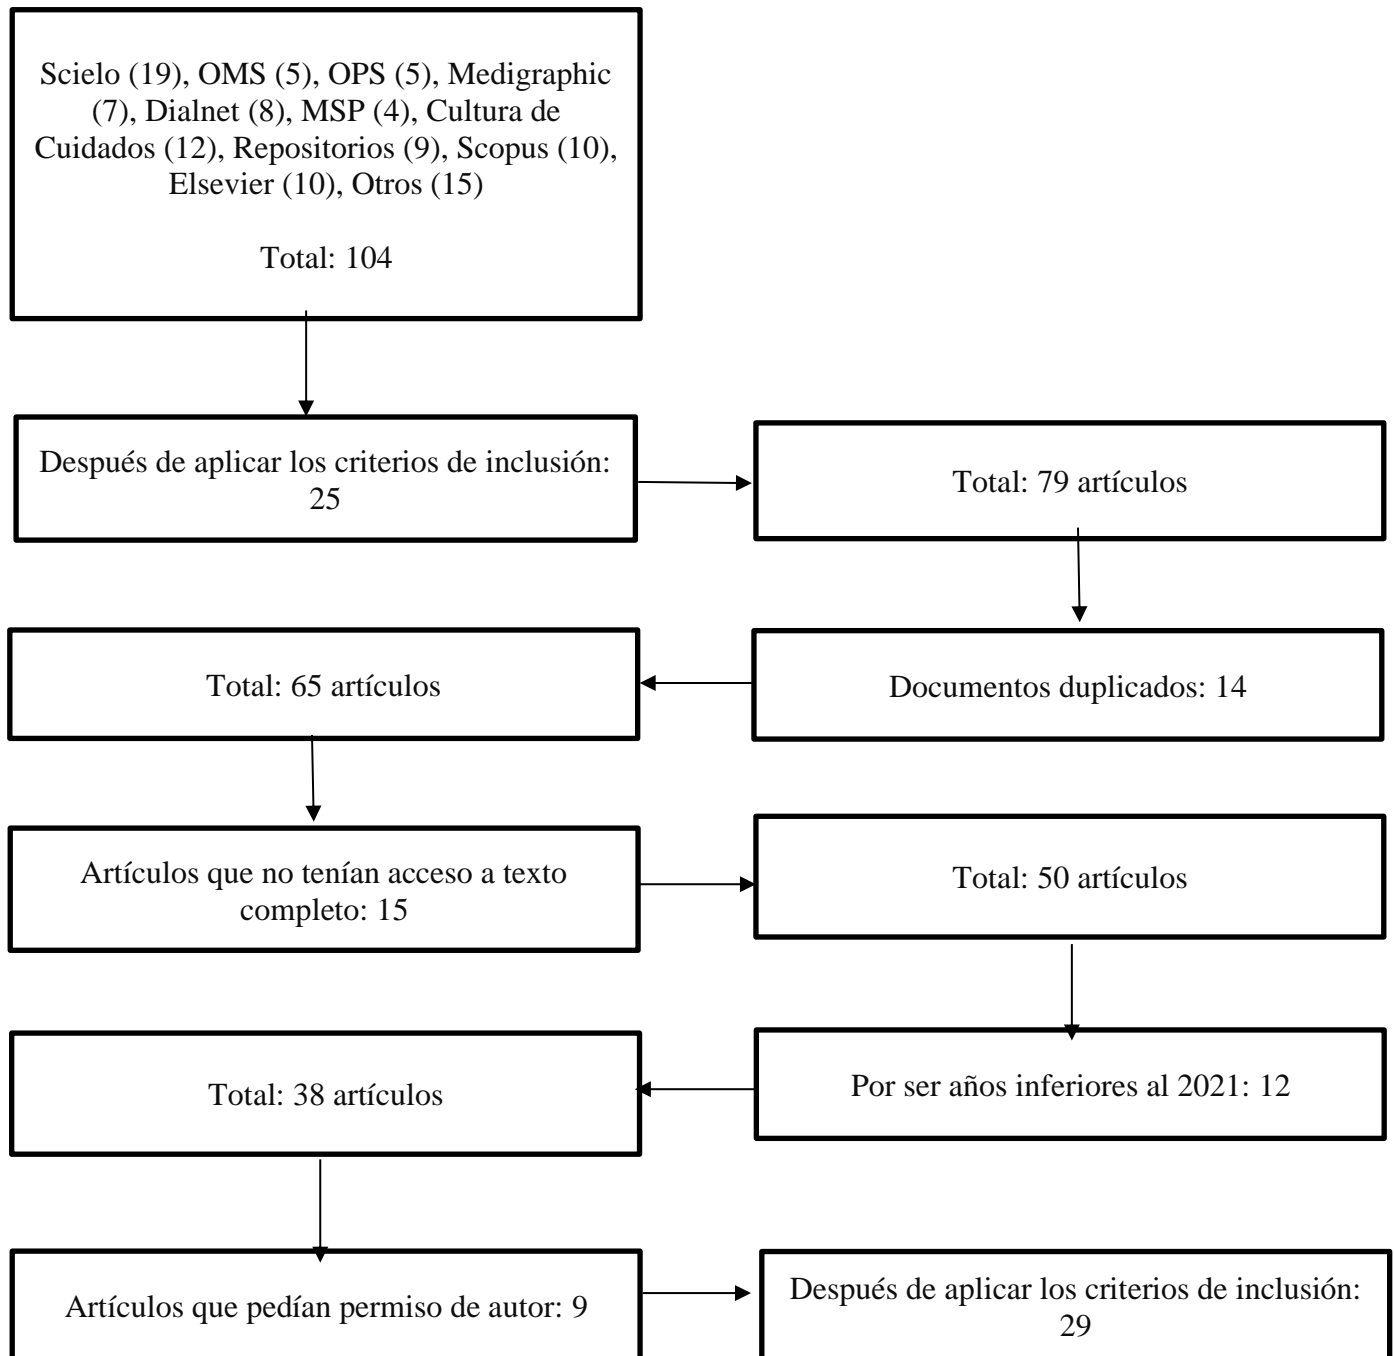 Scielo (19), OMS (5), OPS (5), Medigraphic
(7), Dialnet (8), MSP (4), Cultura de
Cuidados (12), Repositorios (9), Scopus (10),
Elsevier (10), Otros (15)
Total: 104
Después de aplicar los criterios de inclusión:
25
Total: 79 artículos
Documentos duplicados: 14
Total: 65 artículos
Artículos que no tenían acceso a texto
completo: 15
Total: 50 artículos
Por ser años inferiores al 2021: 12
Total: 38 artículos
Artículos que pedían permiso de autor: 9
Después de aplicar los criterios de inclusión:
29